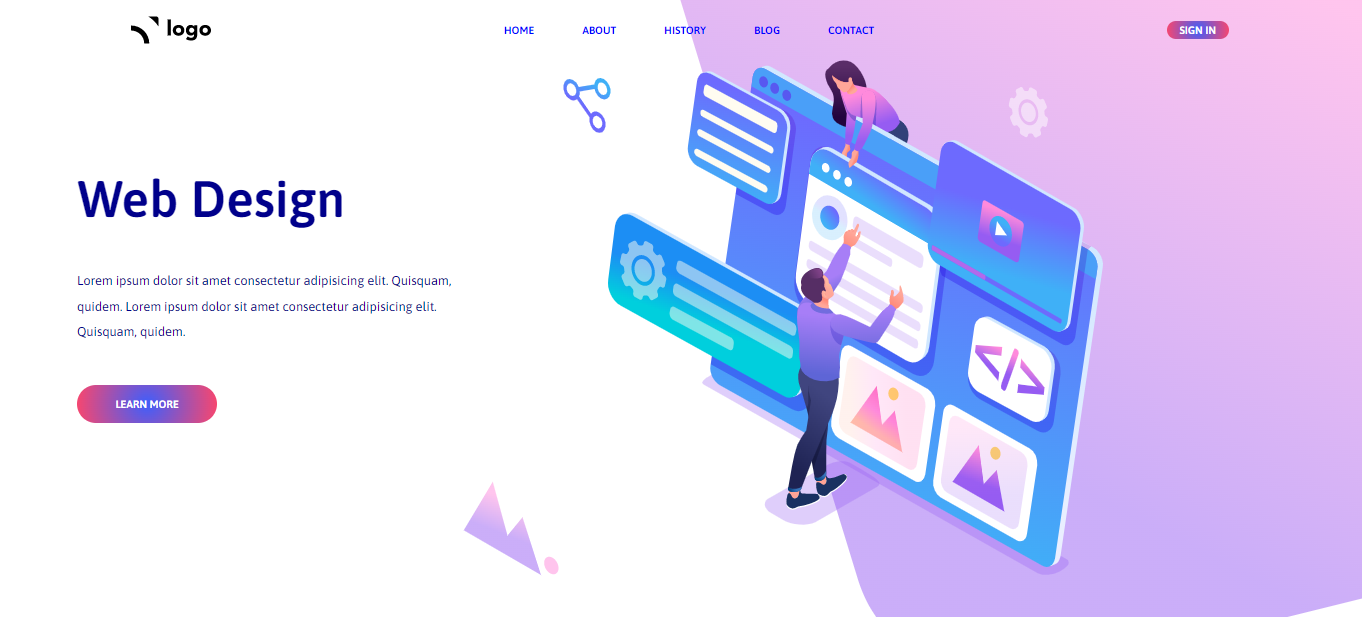 logo
HOME
ABOUT
HISTORY
BLOG
CONTACT
SIGN IN
Web Design
Lorem ipsum dolor sit amet consectetur adipisicing elit. Quisquam,
quidem. Lorem ipsum dolor sit amet consectetur adipisicing elit.
Quisquam, quidem.
LEARN MORE
</>